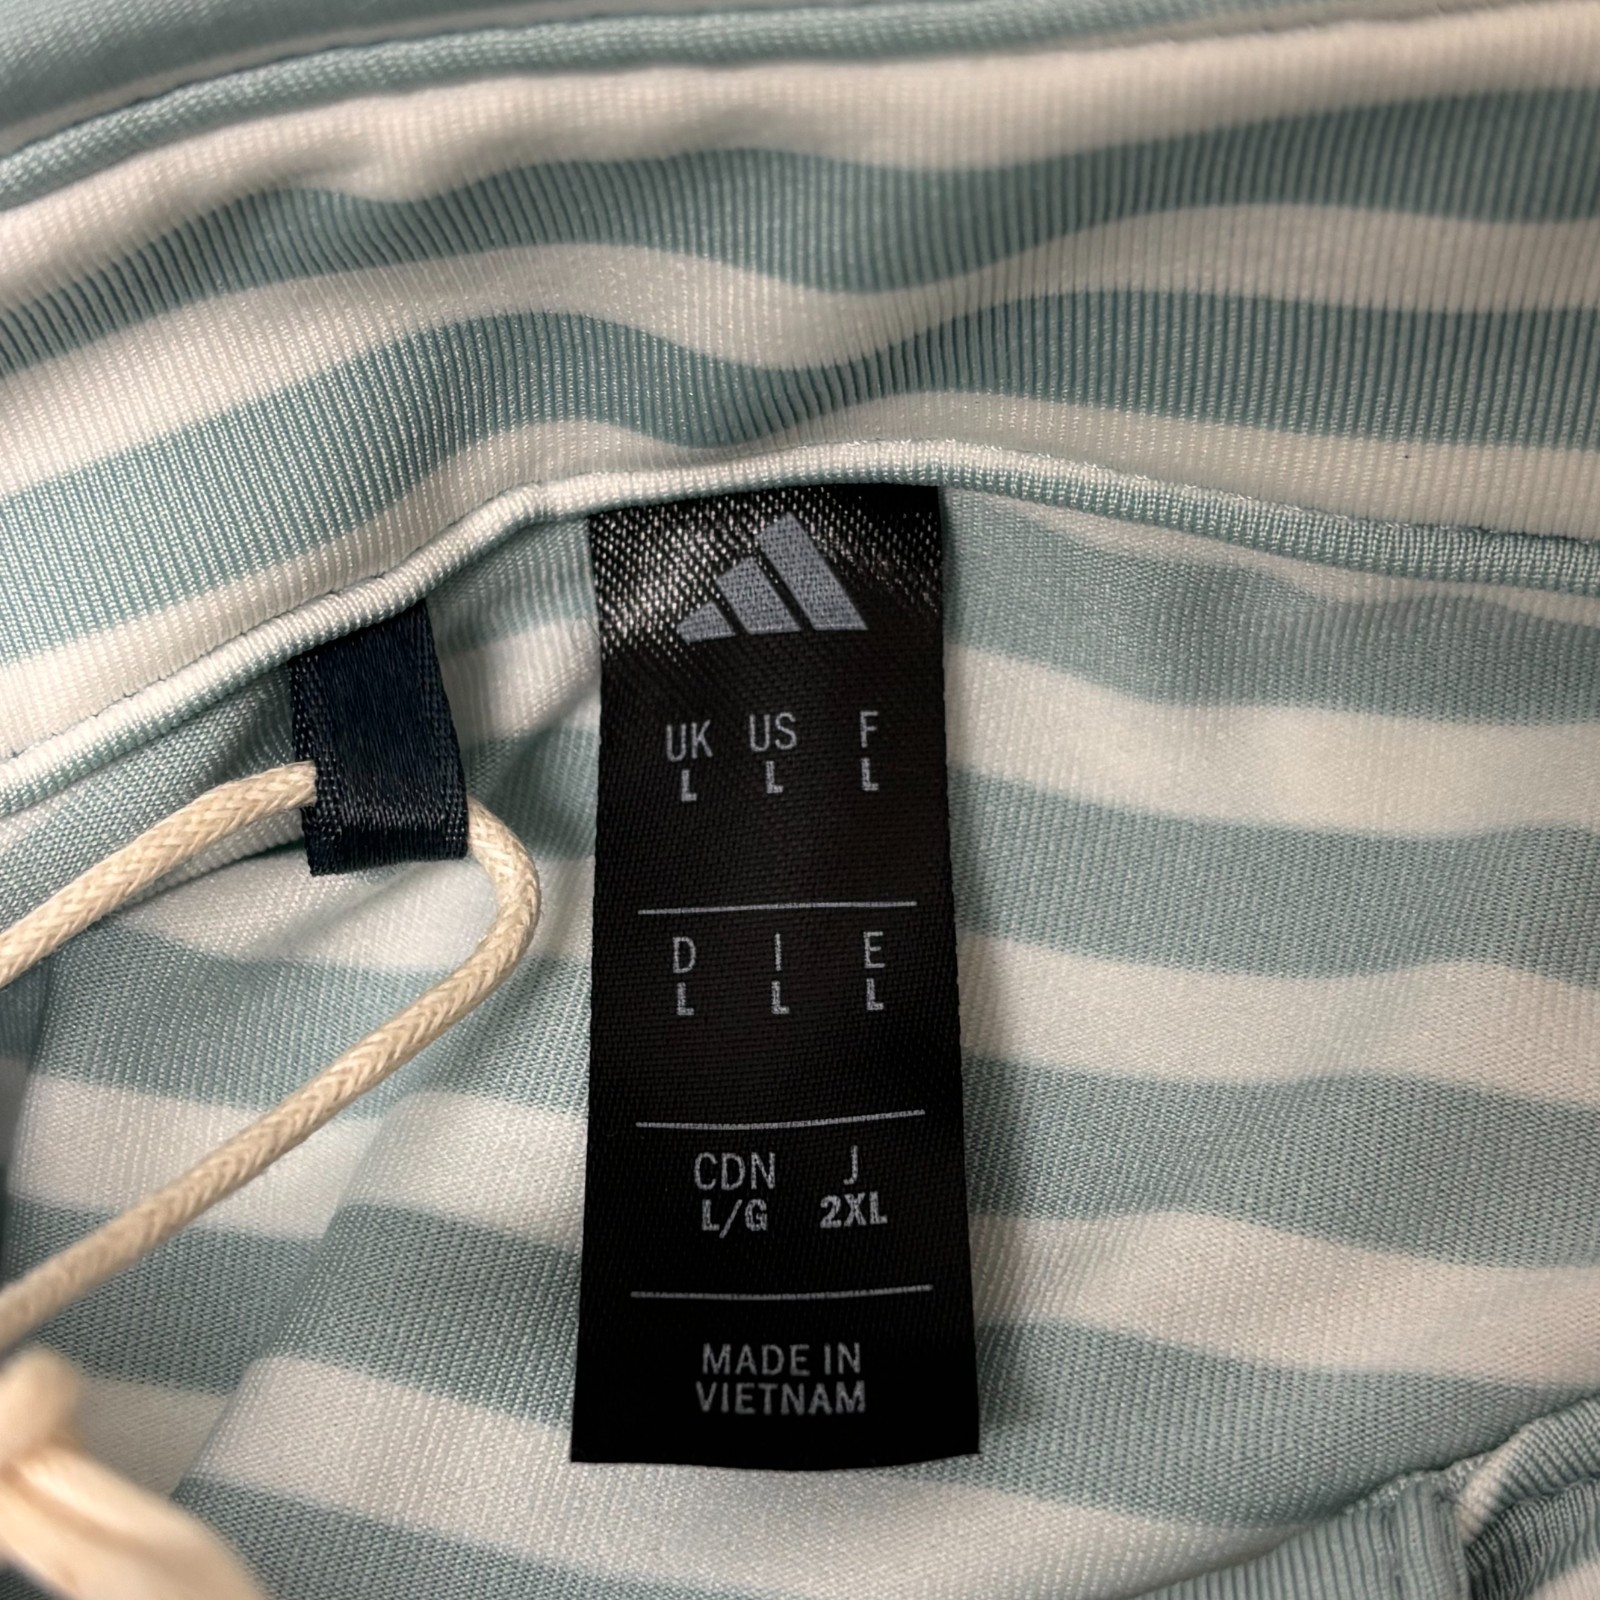 UK US F
L L L
D I E
L L L
CDN J
L/G 2XL
MADE IN
VIETNAM